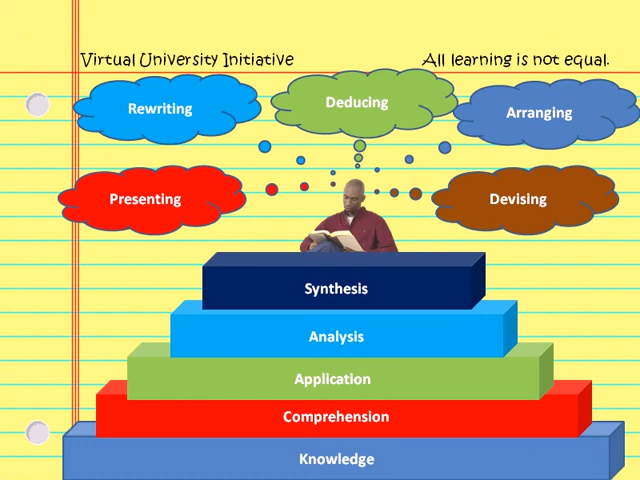 Virtual University Initiative
All learning is not equal.
Rewriting
Deducing
Arranging
Presenting
Devising
Synthesis
Analysis
Application
Comprehension
Knowledge